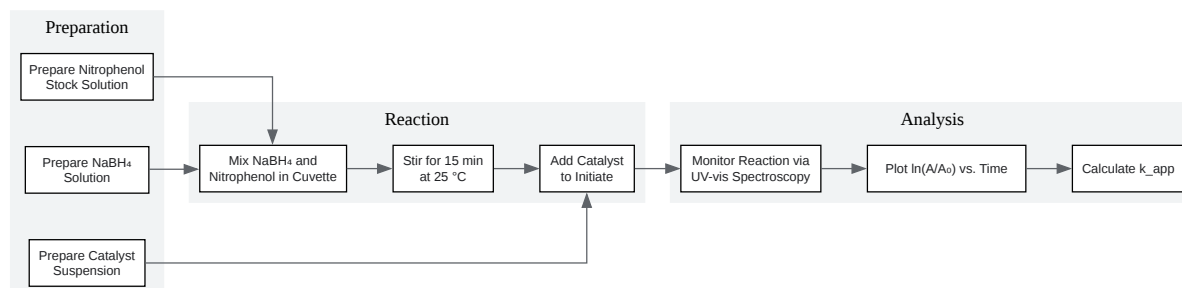 Preparation
Prepare Nitrophenol
Stock Solution
Prepare NaBH₄
Solution
Prepare Catalyst
Suspension
Reaction
Mix NaBH₄ and
Nitrophenol in Cuvette
Stir for 15 min
at 25 °C
Add Catalyst
to Initiate
Analysis
Monitor Reaction via
UV-vis Spectroscopy
Plot ln(A/A₀) vs. Time
Calculate k_app